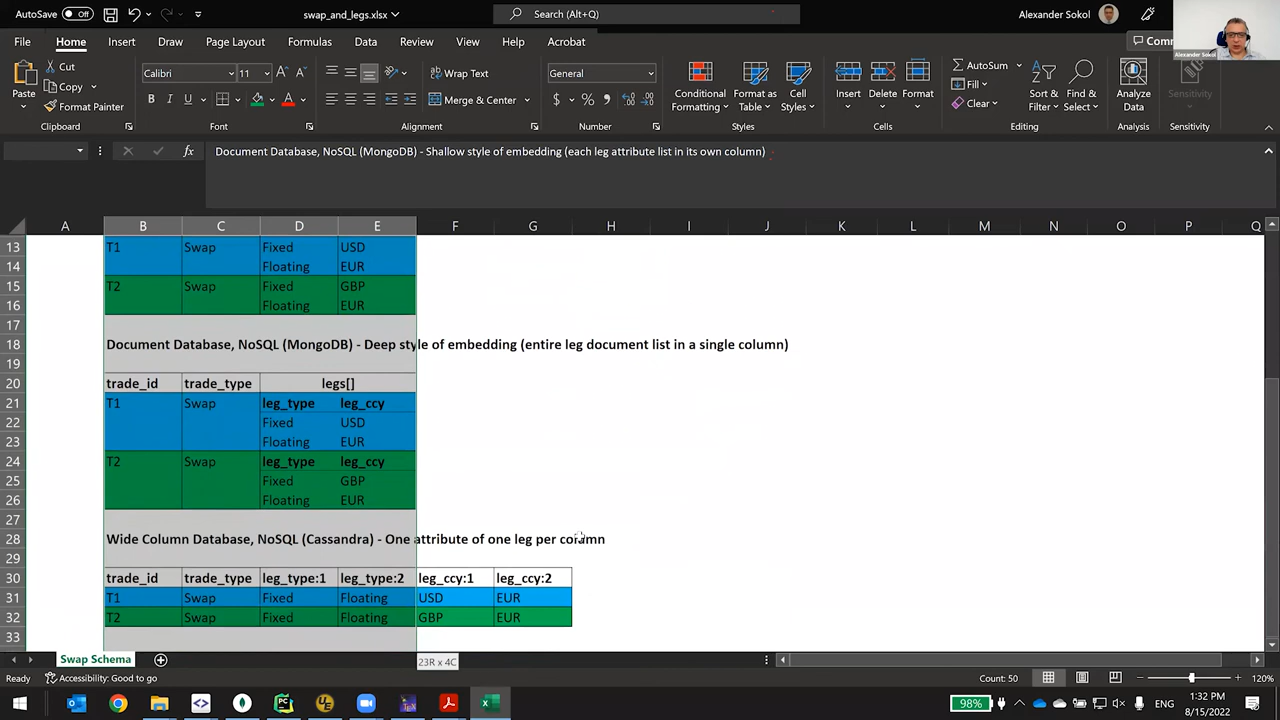 AutoSave Off swap_and_legs.xlsx Search (Alt+Q) Alexander Sokol
File Home Insert Draw Page Layout Formulas Data Review View Help Acrobat
Alexander Sokol
Paste Cut Copy Format Painter Clipboard
Calibri 11 B I U A Font
Wrap Text Merge & Center Alignment
General $ % Number
Conditional Formatting Format as Table Cell Styles Styles
Insert Delete Format Cells
AutoSum Fill Clear Sort & Filter Find & Select Editing
Analyze Data Analysis
Sensitivity Sensitivity
fx Document Database, NoSQL (MongoDB) - Shallow style of embedding (each leg attribute list in its own column)
A B C D E F G H I J K L M N O P Q
13 T1 Swap Fixed USD
14 Floating EUR
15 T2 Swap Fixed GBP
16 Floating EUR
17
18 Document Database, NoSQL (MongoDB) - Deep style of embedding (entire leg document list in a single column)
19
20 trade_id trade_type legs[]
21 T1 Swap leg_type leg_ccy
22 Fixed USD
23 Floating EUR
24 T2 Swap leg_type leg_ccy
25 Fixed GBP
26 Floating EUR
27
28 Wide Column Database, NoSQL (Cassandra) - One attribute of one leg per column
29
30 trade_id trade_type leg_type:1 leg_type:2 leg_ccy:1 leg_ccy:2
31 T1 Swap Fixed Floating USD EUR
32 T2 Swap Fixed Floating GBP EUR
33
Swap Schema 23R x 4C
Ready Accessibility: Good to go Count: 50 120%
98% ENG 1:32 PM
8/15/2022